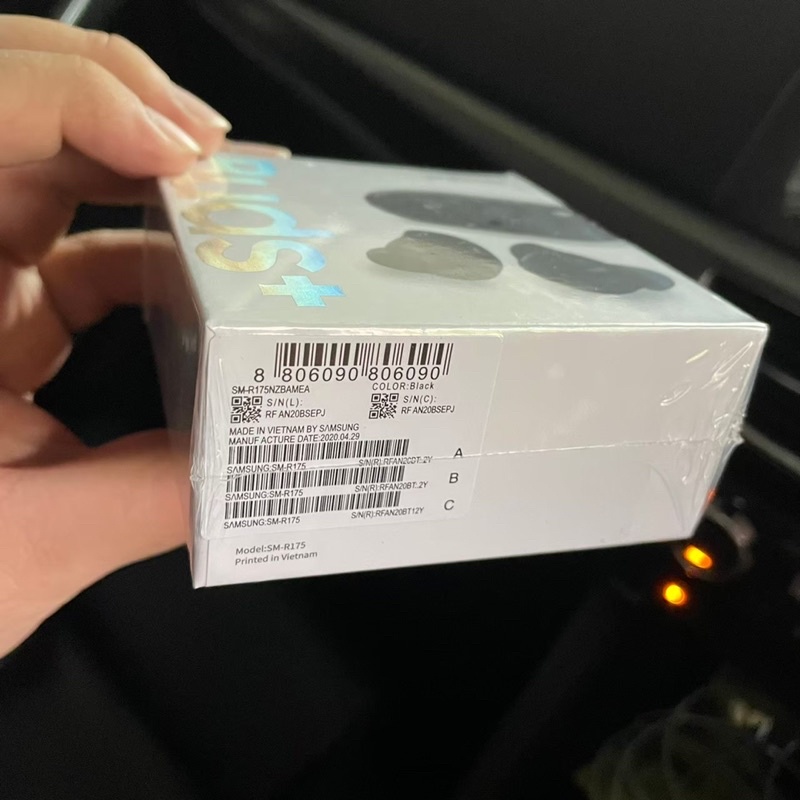 Buds+
8 806090 806090
SM-R175NZBAMEA
COLOR:Black
S/N(L):
RF AN20BSEPJ
S/N(C):
RF AN20BSEPJ
MADE IN VIETNAM BY SAMSUNG
MANUF ACTURE DATE:2020.04.29
A
SAMSUNG:SM-R175
B
SAMSUNG:SM-R175
C
SAMSUNG:SM-R175
S/N(R):RFAN20BT12Y
Model:SM-R175
Printed in Vietnam